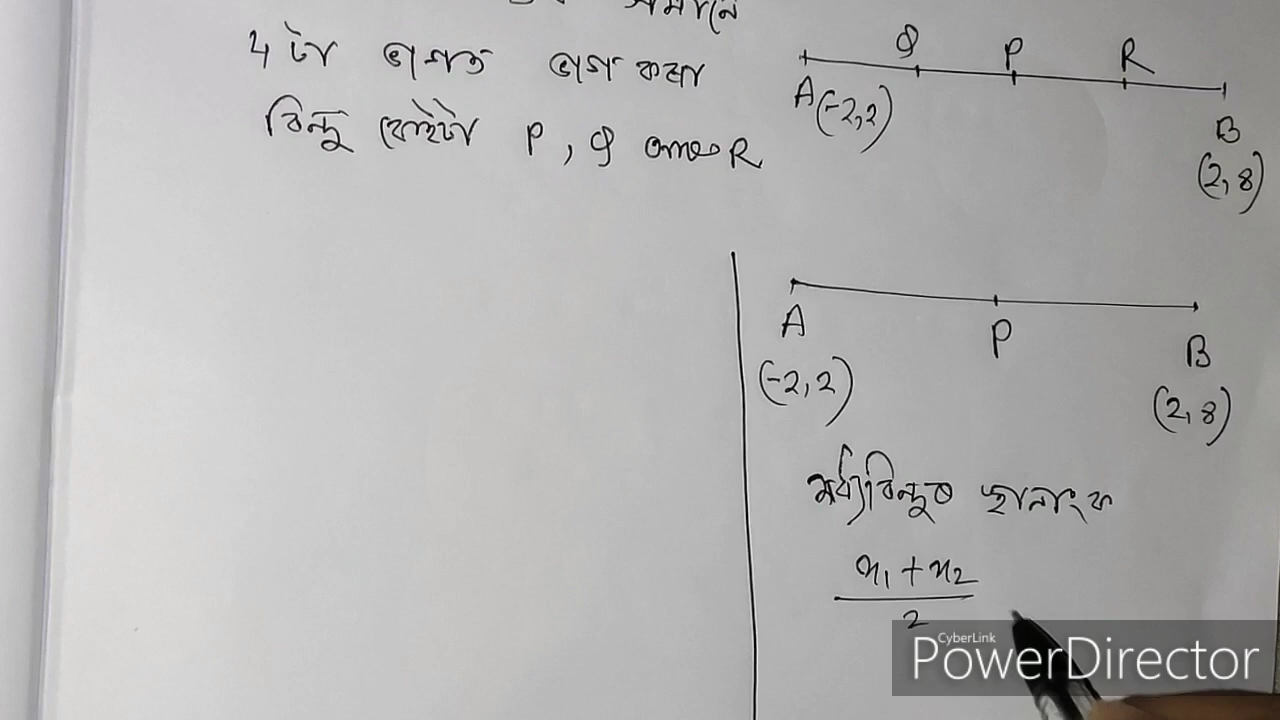 সমানে
4 টা ভাগত ভাগ কৰা
বিন্দু কেইটা P, Q আৰু R
Q P R
A(-2,2)
B
(2, 8)
A P B
(-2, 2)
(2, 8)
মধ্যবিন্দুৰ স্থানাংক
x₁ + x₂
2
CyberLink
PowerDirector